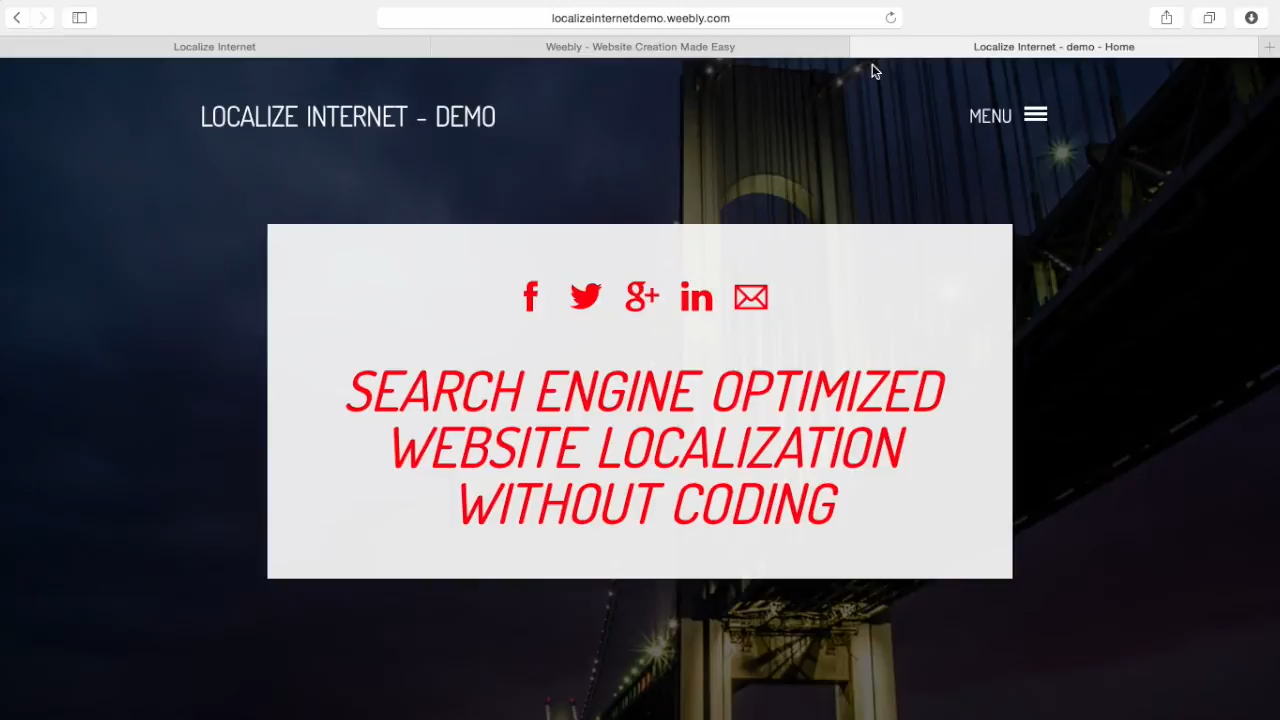 localizeinternetdemo.weebly.com
Localize Internet
Weebly - Website Creation Made Easy
Localize Internet - demo - Home
LOCALIZE INTERNET - DEMO
MENU
SEARCH ENGINE OPTIMIZED
WEBSITE LOCALIZATION
WITHOUT CODING